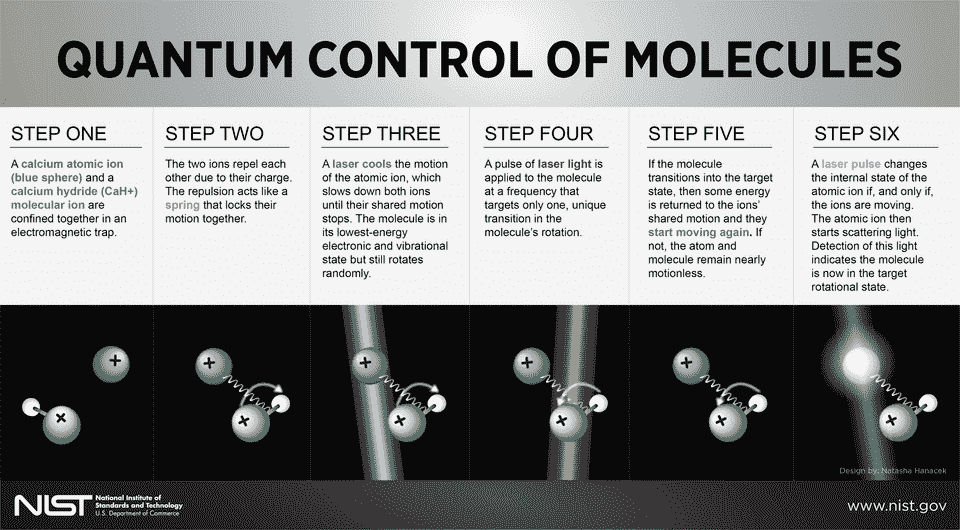 QUANTUM CONTROL OF MOLECULES
STEP ONE
A calcium atomic ion
(blue sphere) and a
calcium hydride (CaH+)
molecular ion are
confined together in an
electromagnetic trap.
STEP TWO
The two ions repel each
other due to their charge.
The repulsion acts like a
spring that locks their
motion together.
STEP THREE
A laser cools the motion
of the atomic ion, which
slows down both ions
until their shared motion
stops. The molecule is in
its lowest-energy
electronic and vibrational
state but still rotates
randomly.
STEP FOUR
A pulse of laser light is
applied to the molecule
at a frequency that
targets only one, unique
transition in the
molecule's rotation.
STEP FIVE
If the molecule
transitions into the target
state, then some energy
is returned to the ions'
shared motion and they
start moving again. If
not, the atom and
molecule remain nearly
motionless.
STEP SIX
A laser pulse changes
the internal state of the
atomic ion if, and only if,
the ions are moving.
The atomic ion then
starts scattering light.
Detection of this light
indicates the molecule
is now in the target
rotational state.
+ +
+ +
+ +
+ +
+ +
+
Design by: Natasha Hanacek
NIST
National Institute of
Standards and Technology
U.S. Department of Commerce
www.nist.gov